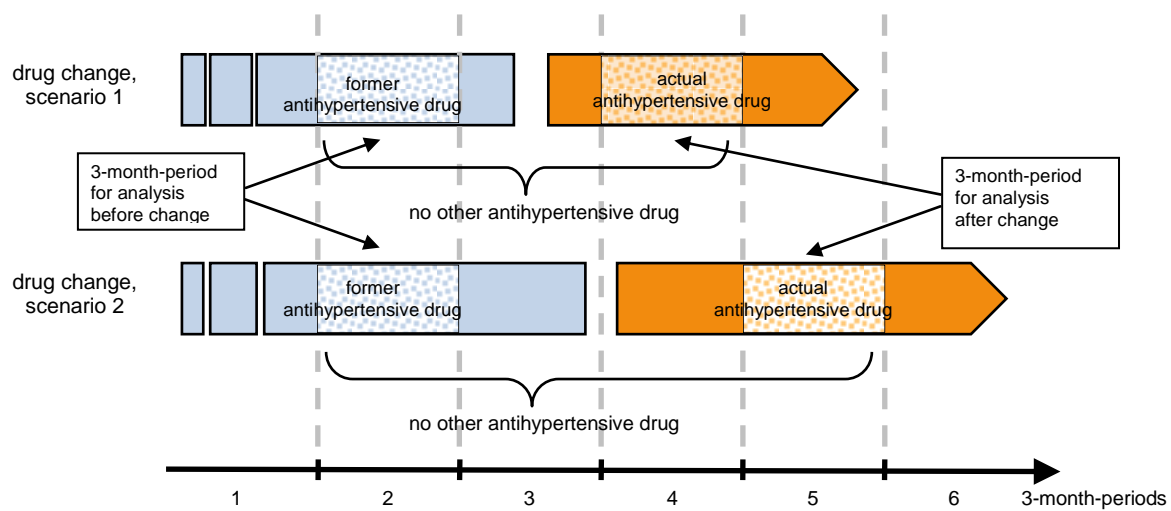 drug change,
scenario 1
former
antihypertensive drug
actual
antihypertensive drug
3-month-period
for analysis
before change
no other antihypertensive drug
3-month-period
for analysis
after change
drug change,
scenario 2
former
antihypertensive drug
actual
antihypertensive drug
no other antihypertensive drug
1 2 3 4 5 6 3-month-periods